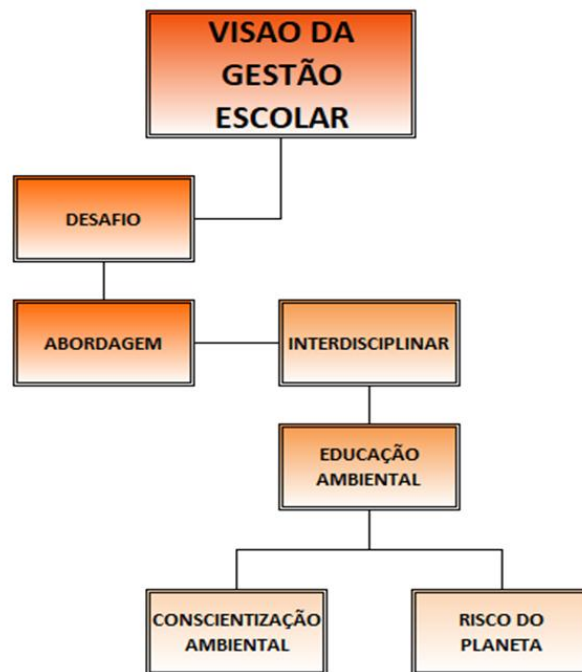 VISAO DA
GESTÃO
ESCOLAR
DESAFIO
ABORDAGEM
INTERDISCIPLINAR
EDUCAÇÃO
AMBIENTAL
CONSCIENTIZAÇÃO
AMBIENTAL
RISCO DO
PLANETA